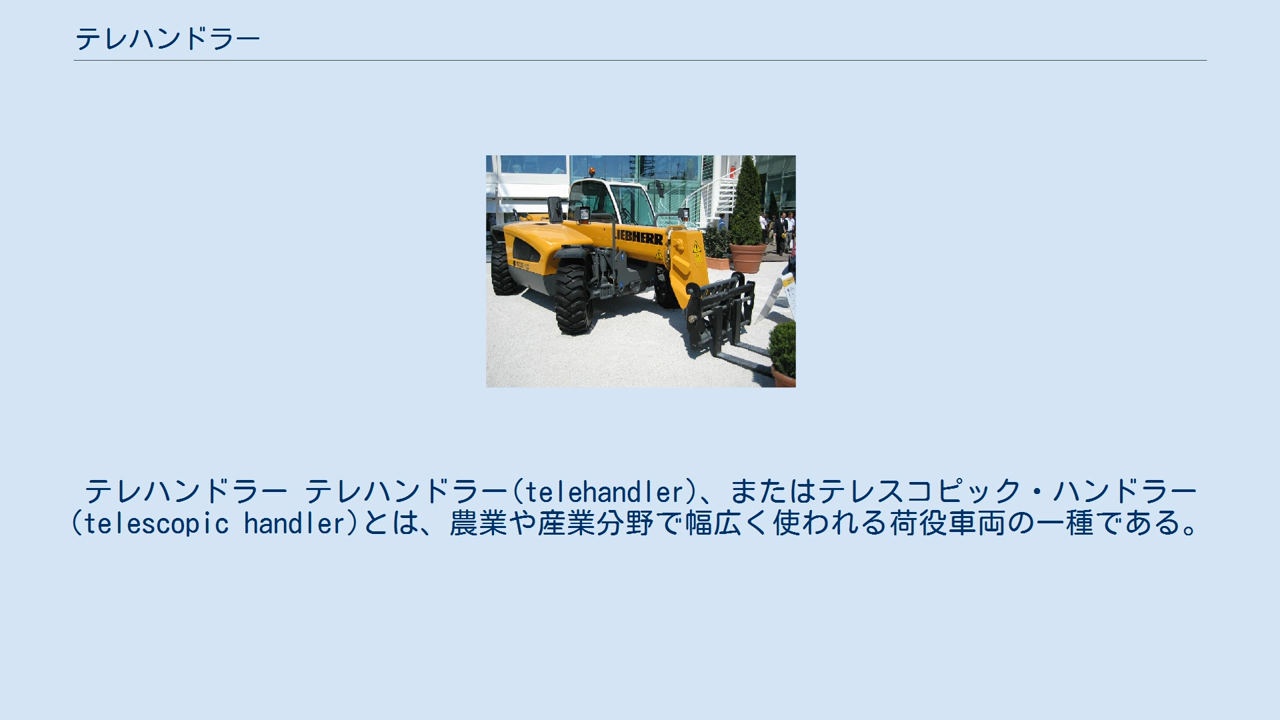 テレハンドラー
LIEBHERR
テレハンドラー テレハンドラー(telehandler)、またはテレスコピック・ハンドラー
(telescopic handler)とは、農業や産業分野で幅広く使われる荷役車両の一種である。